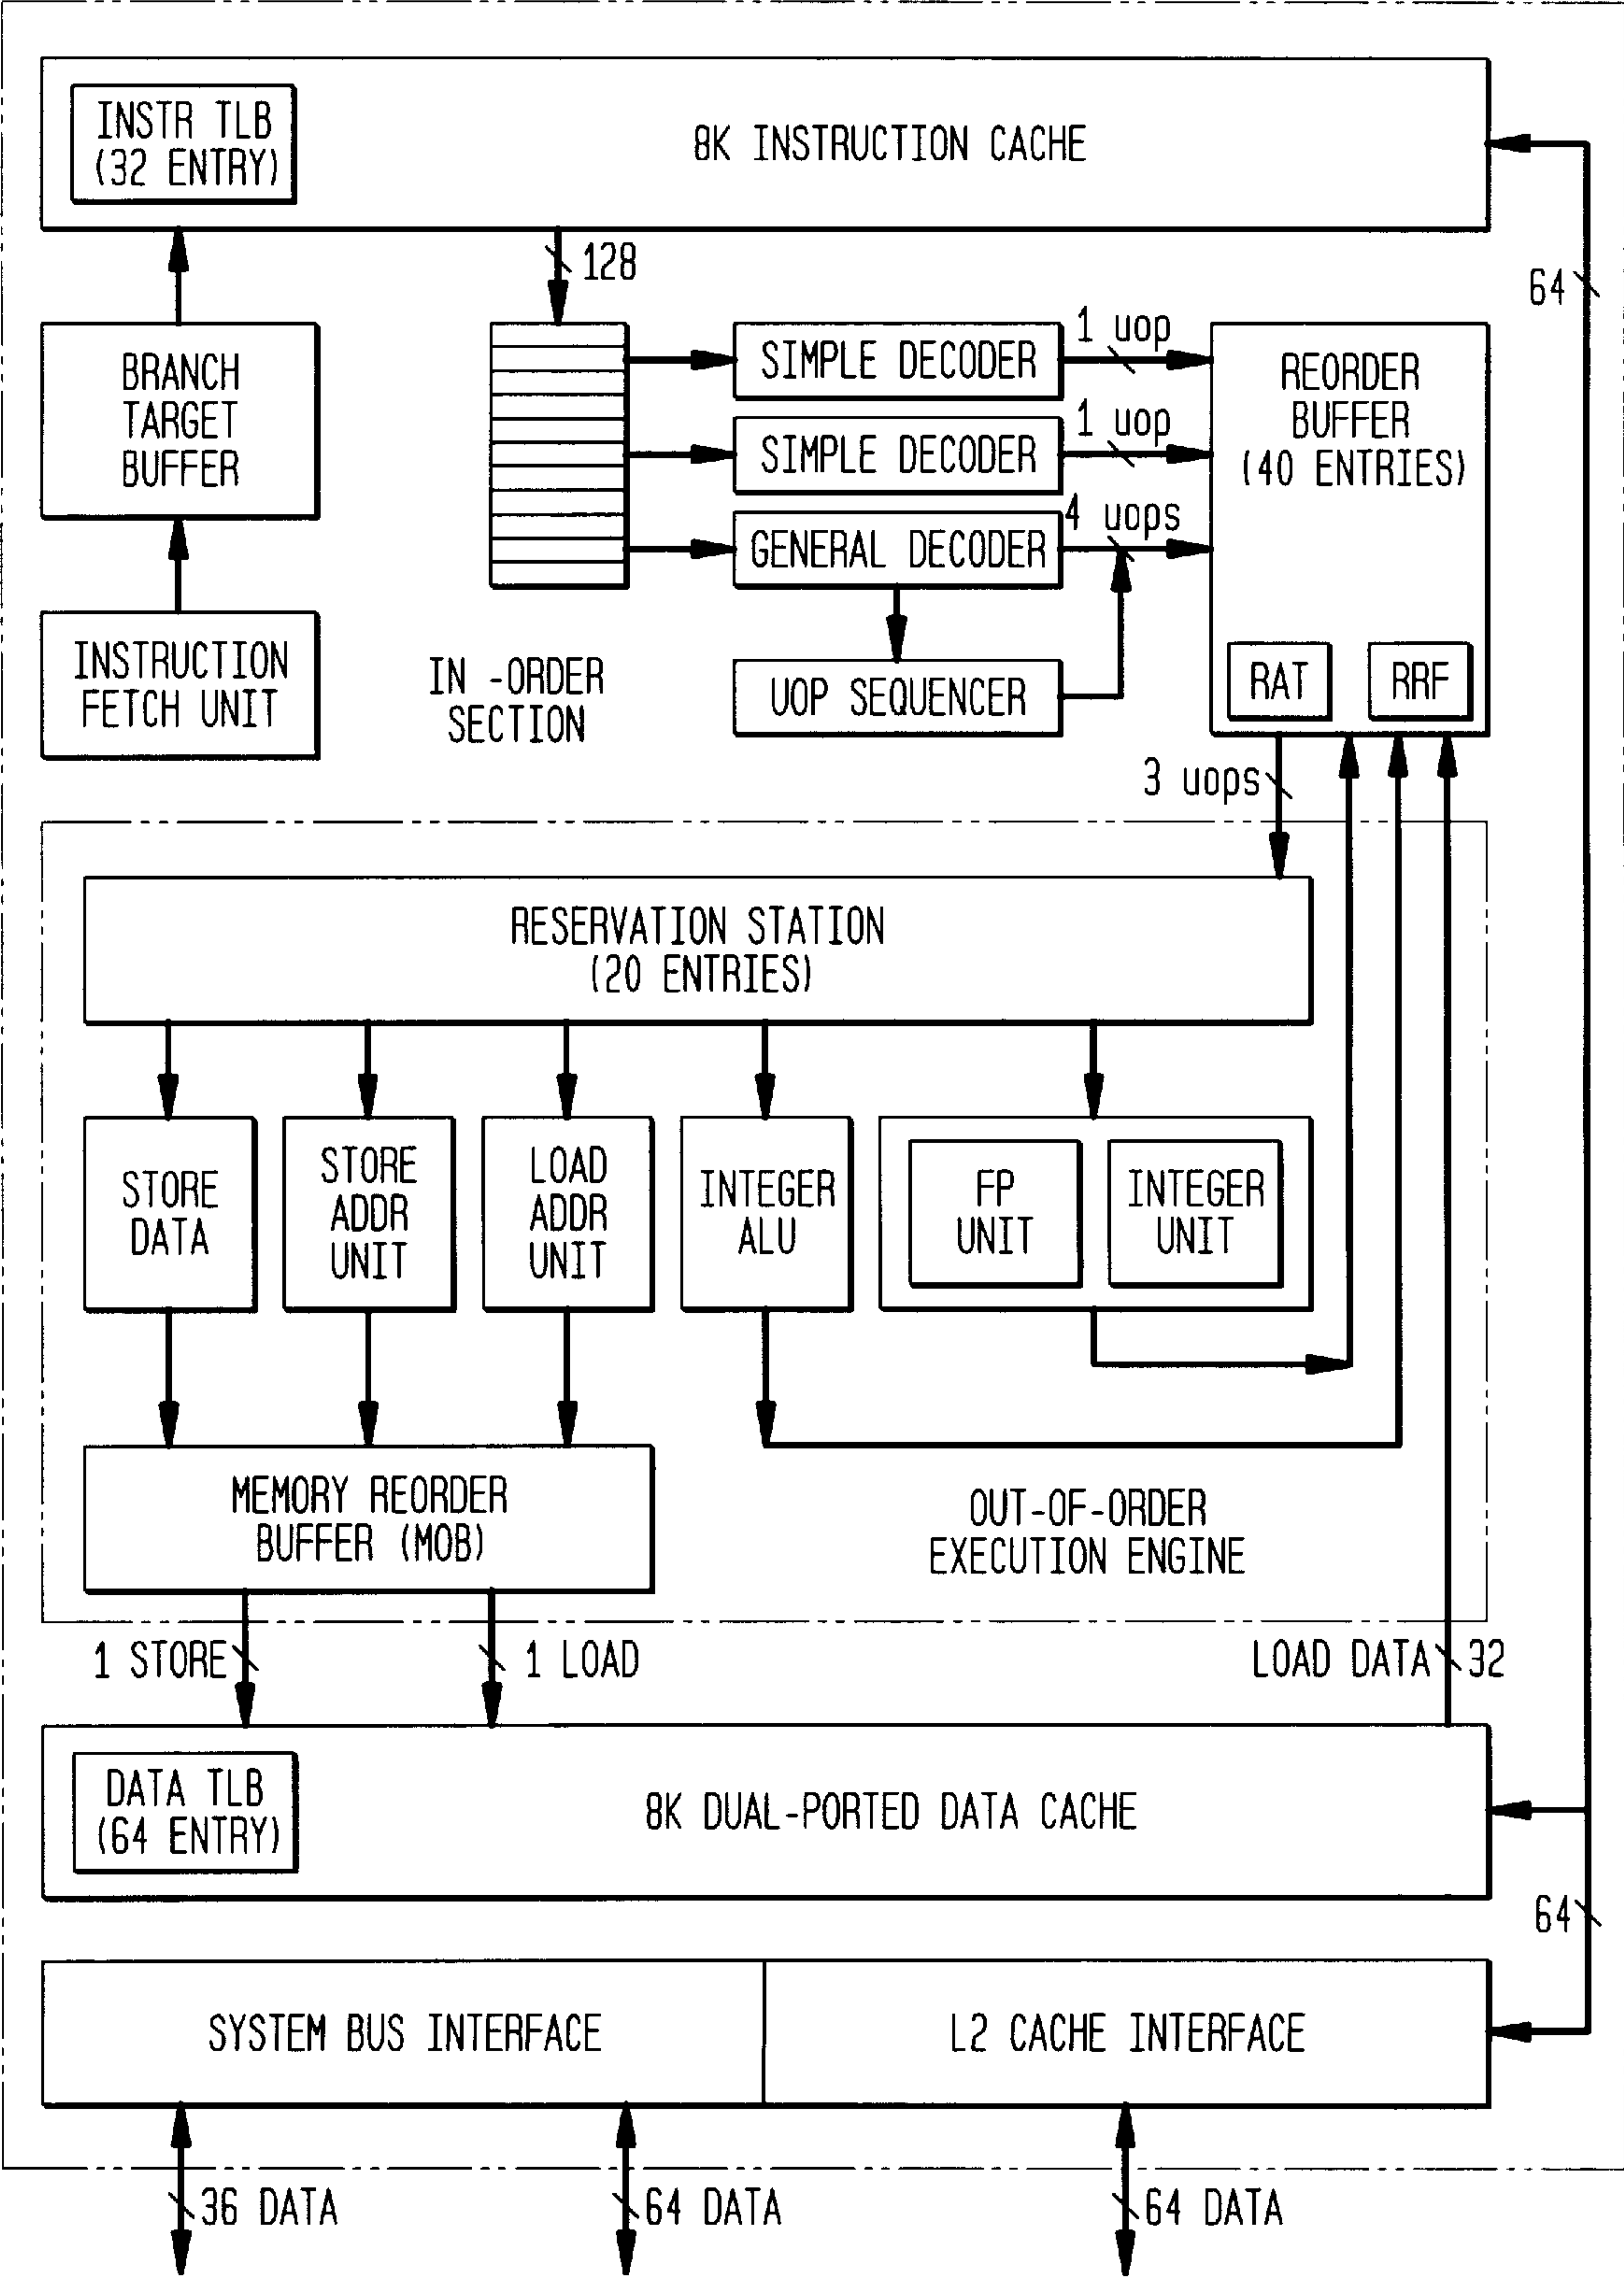 INSTR TLB
(32 ENTRY)
8K INSTRUCTION CACHE
128
64
BRANCH
TARGET
BUFFER
SIMPLE DECODER
1 uop
SIMPLE DECODER
1 uop
GENERAL DECODER
4 uops
REORDER
BUFFER
(40 ENTRIES)
INSTRUCTION
FETCH UNIT
IN -ORDER
SECTION
UOP SEQUENCER
RAT
RRF
3 uops
RESERVATION STATION
(20 ENTRIES)
STORE
DATA
STORE
ADDR
UNIT
LOAD
ADDR
UNIT
INTEGER
ALU
FP
UNIT
INTEGER
UNIT
MEMORY REORDER
BUFFER (MOB)
OUT-OF-ORDER
EXECUTION ENGINE
1 STORE
1 LOAD
LOAD DATA
32
DATA TLB
(64 ENTRY)
8K DUAL-PORTED DATA CACHE
64
SYSTEM BUS INTERFACE
L2 CACHE INTERFACE
36 DATA
64 DATA
64 DATA